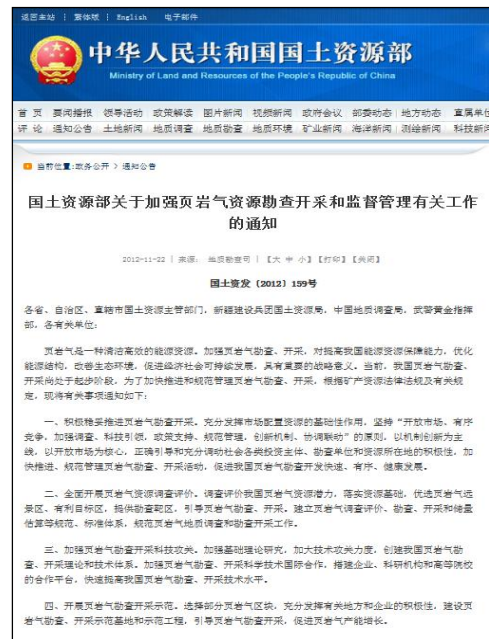 返回主站 | 繁体版 | English 电子邮件
中华人民共和国国土资源部
Ministry of Land and Resources of the People's Republic of China
首 页 要闻播报 领导活动 政策解读 图片新闻 视频新闻 政府会议 部委动态 地方动态 直属单位
评 论 通知公告 土地新闻 地质调查 地质勘查 地质环境 矿业新闻 海洋新闻 测绘新闻 科技新闻
当前位置:政务公开 > 通知公告
国土资源部关于加强页岩气资源勘查开采和监督管理有关工作
的通知
2012-11-22 | 来源: 地质勘查司 | 【大 中 小】【打印】【关闭】
国土资发〔2012〕159号
各省、自治区、直辖市国土资源主管部门，新疆建设兵团国土资源局，中国地质调查局，武警黄金指挥
部，各有关单位：
页岩气是一种清洁高效的能源资源。加强页岩气勘查、开采，对提高我国能源资源保障能力，优化
能源结构，改善生态环境，促进经济社会可持续发展，具有重要的战略意义。当前，我国页岩气勘查、
开采尚处于起步阶段，为了加快推进和规范管理页岩气勘查、开采，根据矿产资源法律法规及有关规
定，现将有关事项通知如下：
一、积极稳妥推进页岩气勘查开采。充分发挥市场配置资源的基础性作用，坚持“开放市场、有序
竞争，加强调查、科技引领，政策支持、规范管理，创新机制、协调联动”的原则，以机制创新为主
线，以开放市场为核心，正确引导和充分调动社会各类投资主体、勘查单位和资源所在地的积极性，加
快推进、规范管理页岩气勘查、开采活动，促进我国页岩气勘查开发快速、有序、健康发展。
二、全面开展页岩气资源调查评价。调查评价我国页岩气资源潜力，落实资源基础，优选页岩气远
景区、有利目标区，提供勘查靶区，引导页岩气勘查、开采。建立页岩气调查评价、勘查、开采和储量
估算等规范、标准体系，规范页岩气地质调查和勘查开采工作。
三、加强页岩气勘查开采科技攻关。加强基础理论研究，加大技术攻关力度，创建我国页岩气勘
查、开采理论和技术体系。加强页岩气勘查、开采科学技术国际合作，搭建企业、科研机构和高等院校
的合作平台，快速提高我国页岩气勘查、开采技术水平。
四、开展页岩气勘查开采示范。选择部分页岩气区块，充分发挥有关地方和企业的积极性，建设页
岩气勘查、开采示范基地和示范工程，引导页岩气勘查开采，促进页岩气产能增长。